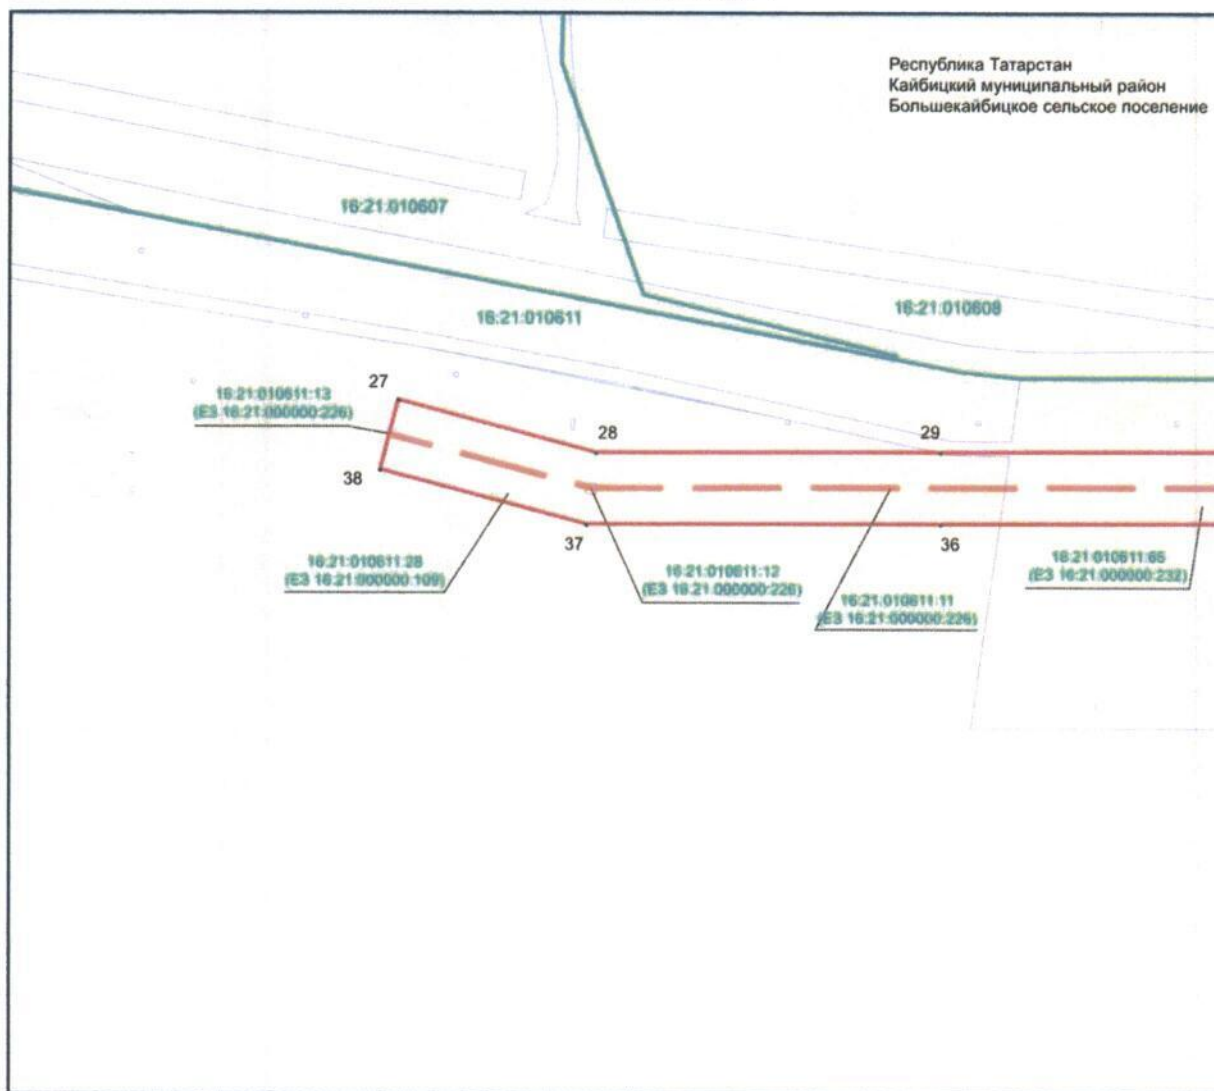 Республика Татарстан
Кайбицкий муниципальный район
Большекайбицкое сельское поселение
16:21:010607
16:21:010608
16:21:010611
27
16:21:010611:13
(ЕЗ 16:21:000000:226)
28
29
38
37
36
16:21:010611:28
(ЕЗ 16:21:000000:109)
16:21:010611:12
(ЕЗ 16:21:000000:226)
16:21:010611:11
(ЕЗ 16:21:000000:226)
16:21:010611:65
(ЕЗ 16:21:000000:232)